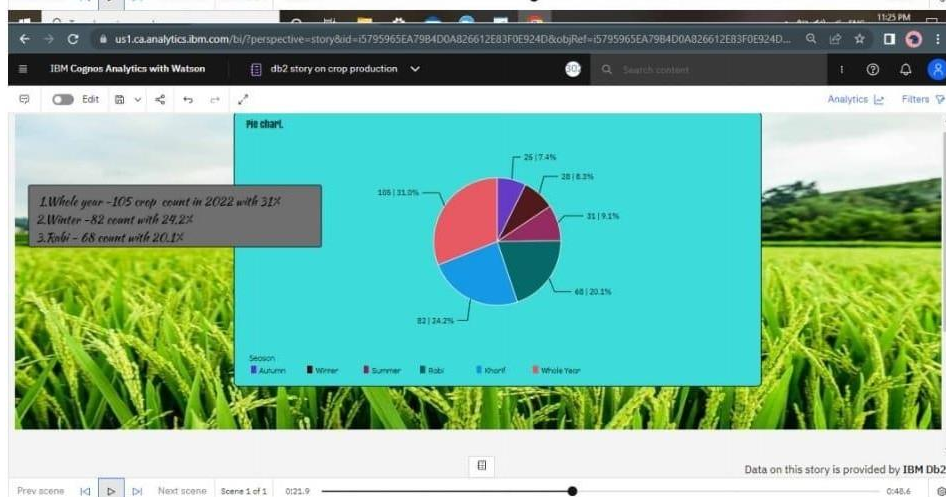 11:25 PM
us1.ca.analytics.ibm.com/bi/?perspective=story&id=i5795965EA79B4D0A826612E83F0E924D&objRef=i5795965EA79B4D0A826612E83F0E924D...
IBM Cognos Analytics with Watson
db2 story on crop production
Search content
Edit
Analytics
Filters
Pie chart.
25 | 7.4%
28 | 8.3%
105 | 31.0%
31 | 9.1%
1.Whole year -105 crop count in 2022 with 31%
2.Winter -82 count with 24.2%
3.Rabi - 68 count with 20.1%
68 | 20.1%
82 | 24.2%
Season
Autumn Winter Summer Rabi Kharif Whole Year
Data on this story is provided by IBM Db2
Prev scene Next scene Scene 1 of 1 0:21.9 0:48.6